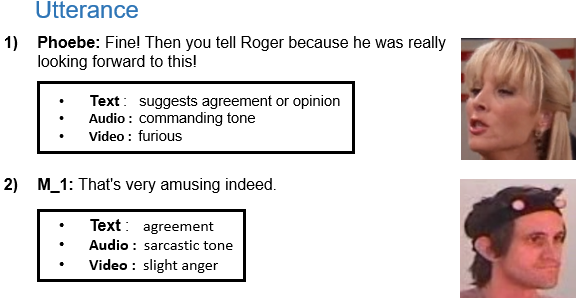 Utterance
1) Phoebe: Fine! Then you tell Roger because he was really
looking forward to this!
• Text : suggests agreement or opinion
• Audio : commanding tone
• Video : furious
2) M_1: That's very amusing indeed.
• Text : agreement
• Audio : sarcastic tone
• Video : slight anger